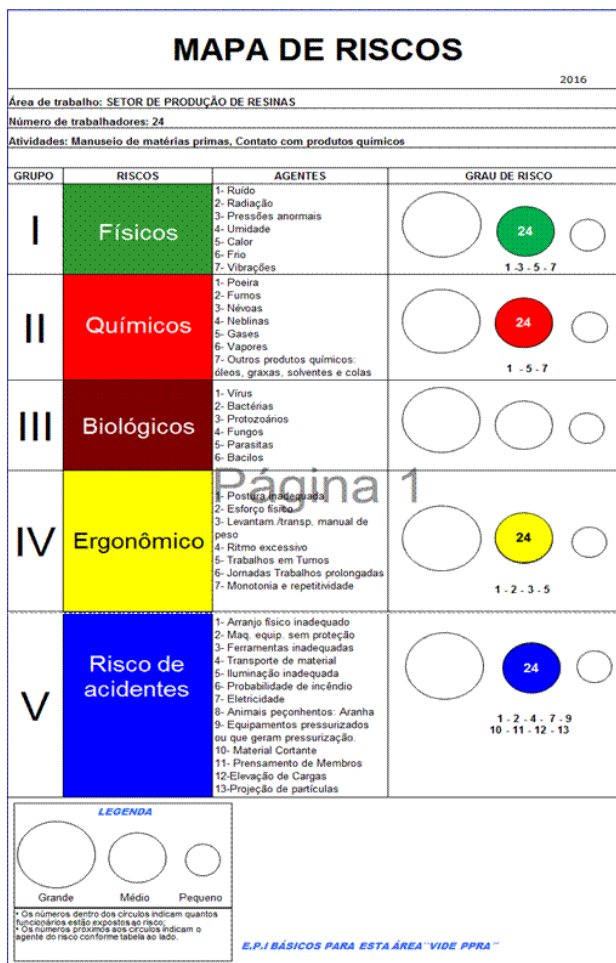 MAPA DE RISCOS
2016
Área de trabalho: SETOR DE PRODUÇÃO DE RESINAS
Número de trabalhadores: 24
Atividades: Manuseio de matérias primas, Contato com produtos químicos
GRUPO RISCOS AGENTES GRAU DE RISCO
I
Físicos
1- Ruído
2- Radiação
3- Pressões anormais
4- Umidade
5- Calor
6- Frio
7- Vibrações
24
1 -3 - 5 - 7
II
Químicos
1- Poeira
2- Fumos
3- Névoas
4- Neblinas
5- Gases
6- Vapores
7- Outros produtos químicos:
óleos, graxas, solventes e colas
24
1 - 5 - 7
III
Biológicos
1- Vírus
2- Bactérias
3- Protozoários
4- Fungos
5- Parasitas
6- Bacilos
Página 1
IV
Ergonômico
1- Postura inadequada
2- Esforço físico
3- Levantam./transp. manual de
peso
4- Ritmo excessivo
5- Trabalhos em Turnos
6- Jornadas Trabalhos prolongadas
7- Monotonia e repetitividade
24
1 - 2 - 3 - 5
V
Risco de
acidentes
1- Arranjo físico inadequado
2- Maq. equip. sem proteção
3- Ferramentas inadequadas
4- Transporte de material
5- Iluminação inadequada
6- Probabilidade de incêndio
7- Eletricidade
8- Animais peçonhentos: Aranha
9- Equipamentos pressurizados
ou que geram pressurização.
10- Material Cortante
11- Prensamento de Membros
12-Elevação de Cargas
13-Projeção de partículas
24
1 - 2 - 4 - 7 - 9
10 - 11 - 12 - 13
LEGENDA
Grande Médio Pequeno
* Os números dentro dos círculos indicam quantos
funcionários estão expostos ao risco;
* Os números próximos aos círculos indicam o
agente do risco conforme tabela ao lado.
E.P.I BÁSICOS PARA ESTA ÁREA "VIDE PPRA"